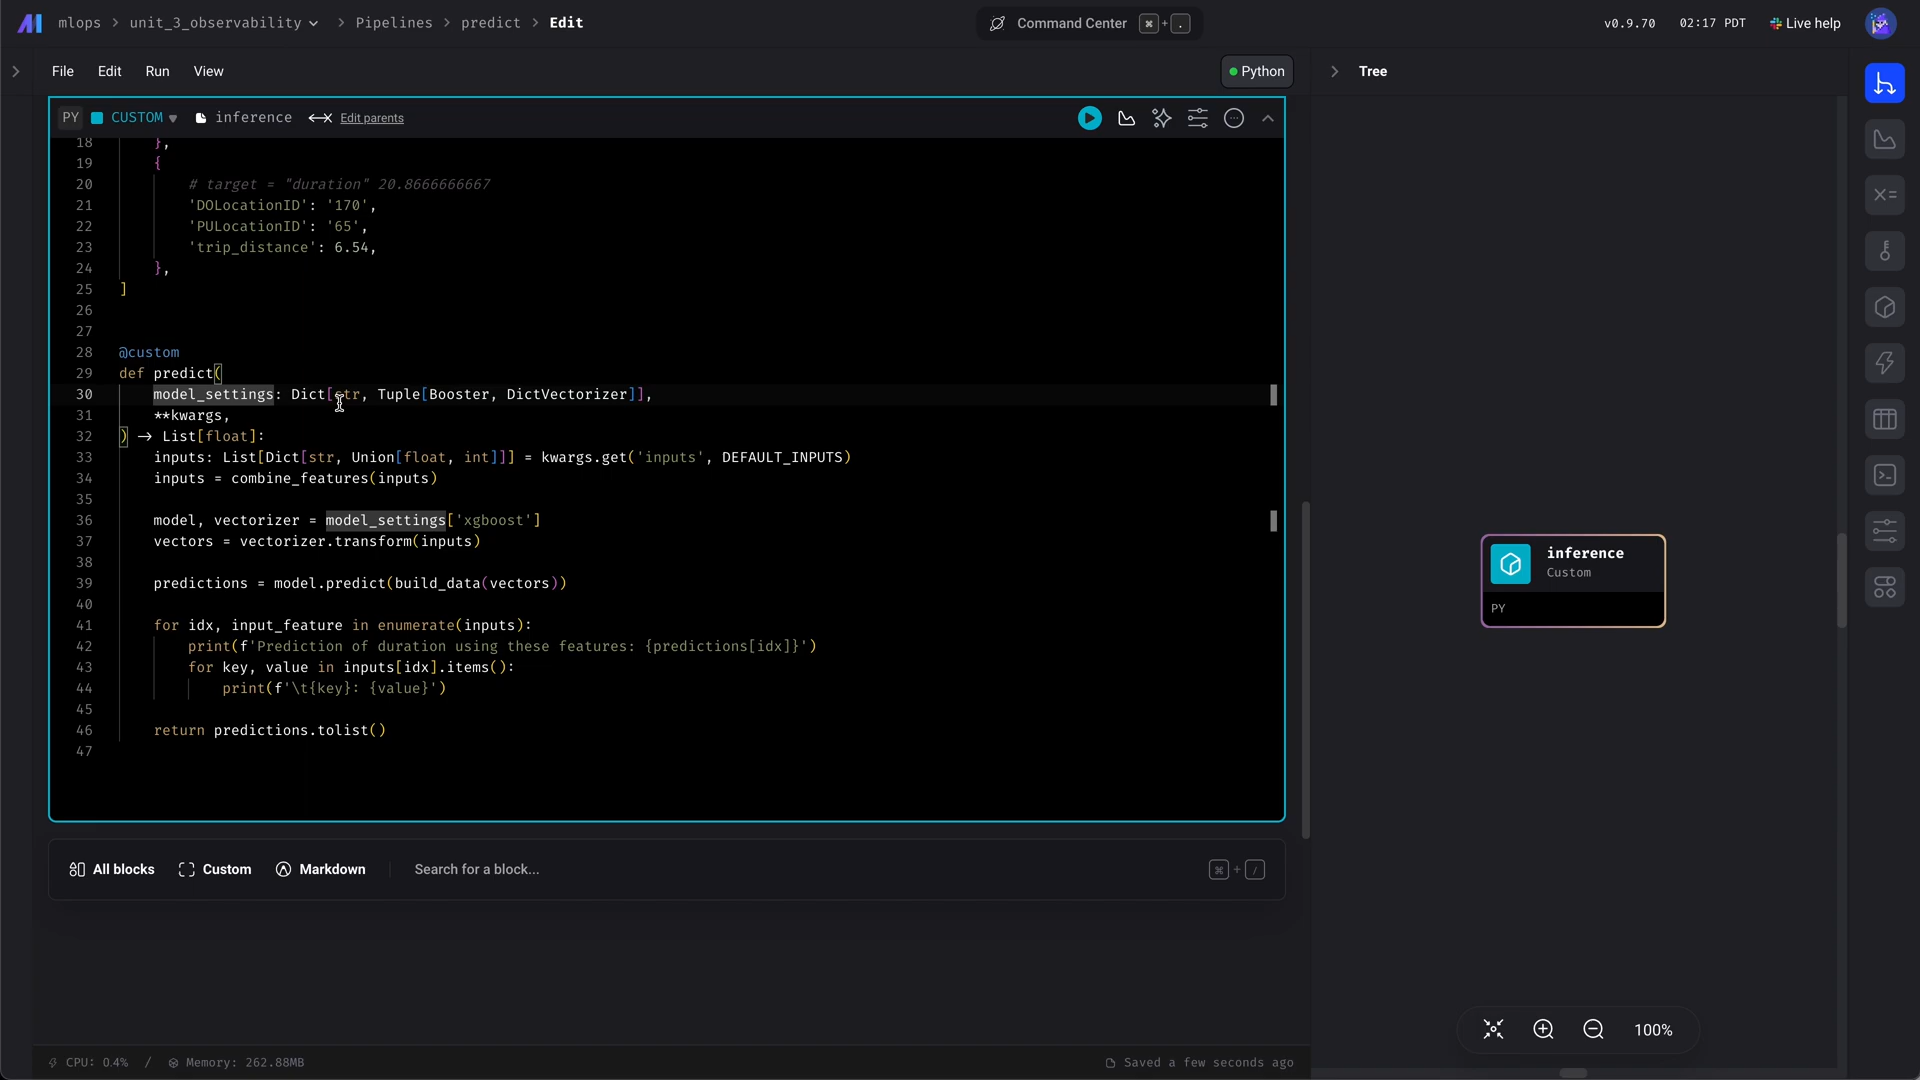 mlops > unit_3_observability > Pipelines > predict > Edit
Command Center ⌘ + .
v0.9.70 02:17 PDT Live help
File Edit Run View
Python
Tree
PY CUSTOM inference Edit parents
18 },
19 {
20 # target = "duration" 20.8666666667
21 'DOLocationID': '170',
22 'PULocationID': '65',
23 'trip_distance': 6.54,
24 },
25 ]
26
27
28 @custom
29 def predict(
30 model_settings: Dict[str, Tuple[Booster, DictVectorizer]],
31 **kwargs,
32 ) → List[float]:
33 inputs: List[Dict[str, Union[float, int]]] = kwargs.get('inputs', DEFAULT_INPUTS)
34 inputs = combine_features(inputs)
35
36 model, vectorizer = model_settings['xgboost']
37 vectors = vectorizer.transform(inputs)
38
39 predictions = model.predict(build_data(vectors))
40
41 for idx, input_feature in enumerate(inputs):
42 print(f'Prediction of duration using these features: {predictions[idx]}')
43 for key, value in inputs[idx].items():
44 print(f'\t{key}: {value}')
45
46 return predictions.tolist()
47
inference
Custom
PY
All blocks Custom Markdown Search for a block... ⌘ + /
100%
CPU: 0.4% / Memory: 262.88MB
Saved a few seconds ago